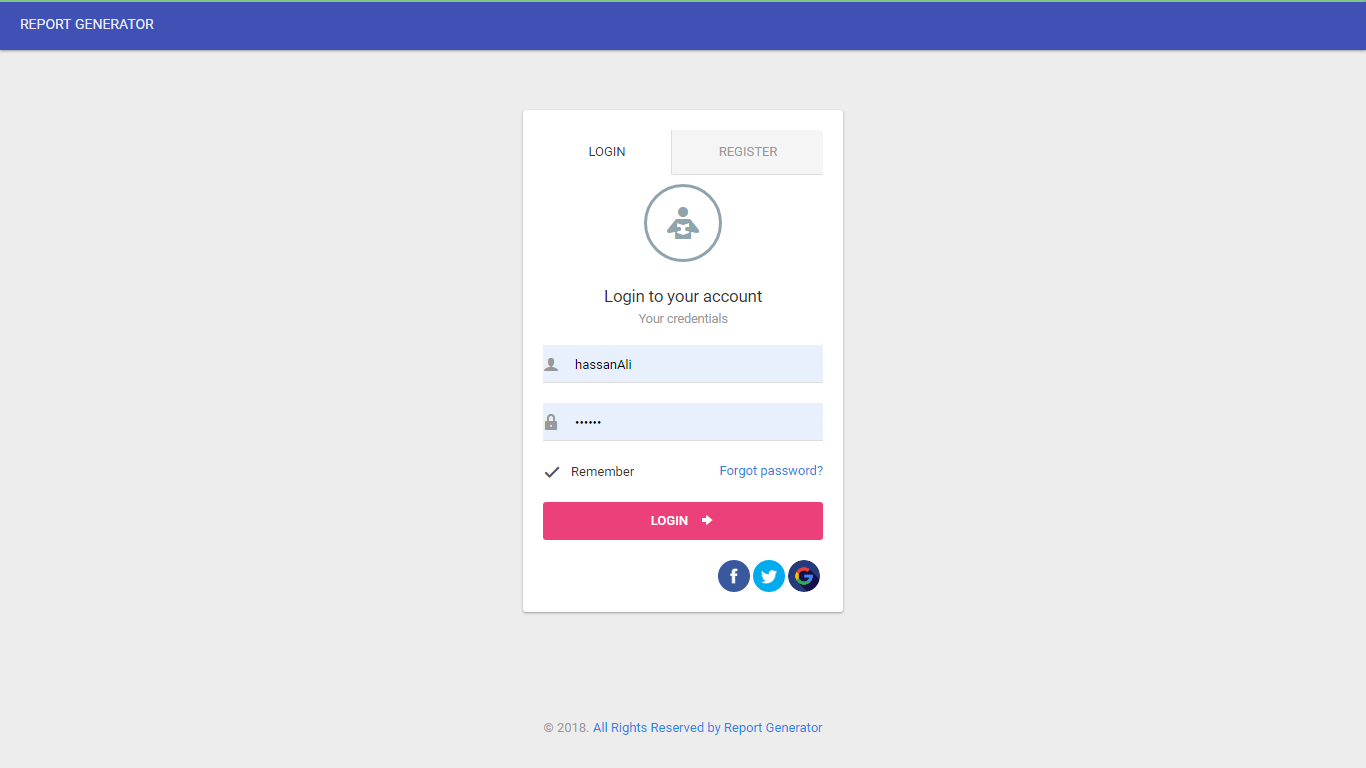 REPORT GENERATOR
LOGIN
REGISTER
Login to your account
Your credentials
hassanAli
••••••
Remember
Forgot password?
LOGIN
© 2018. All Rights Reserved by Report Generator